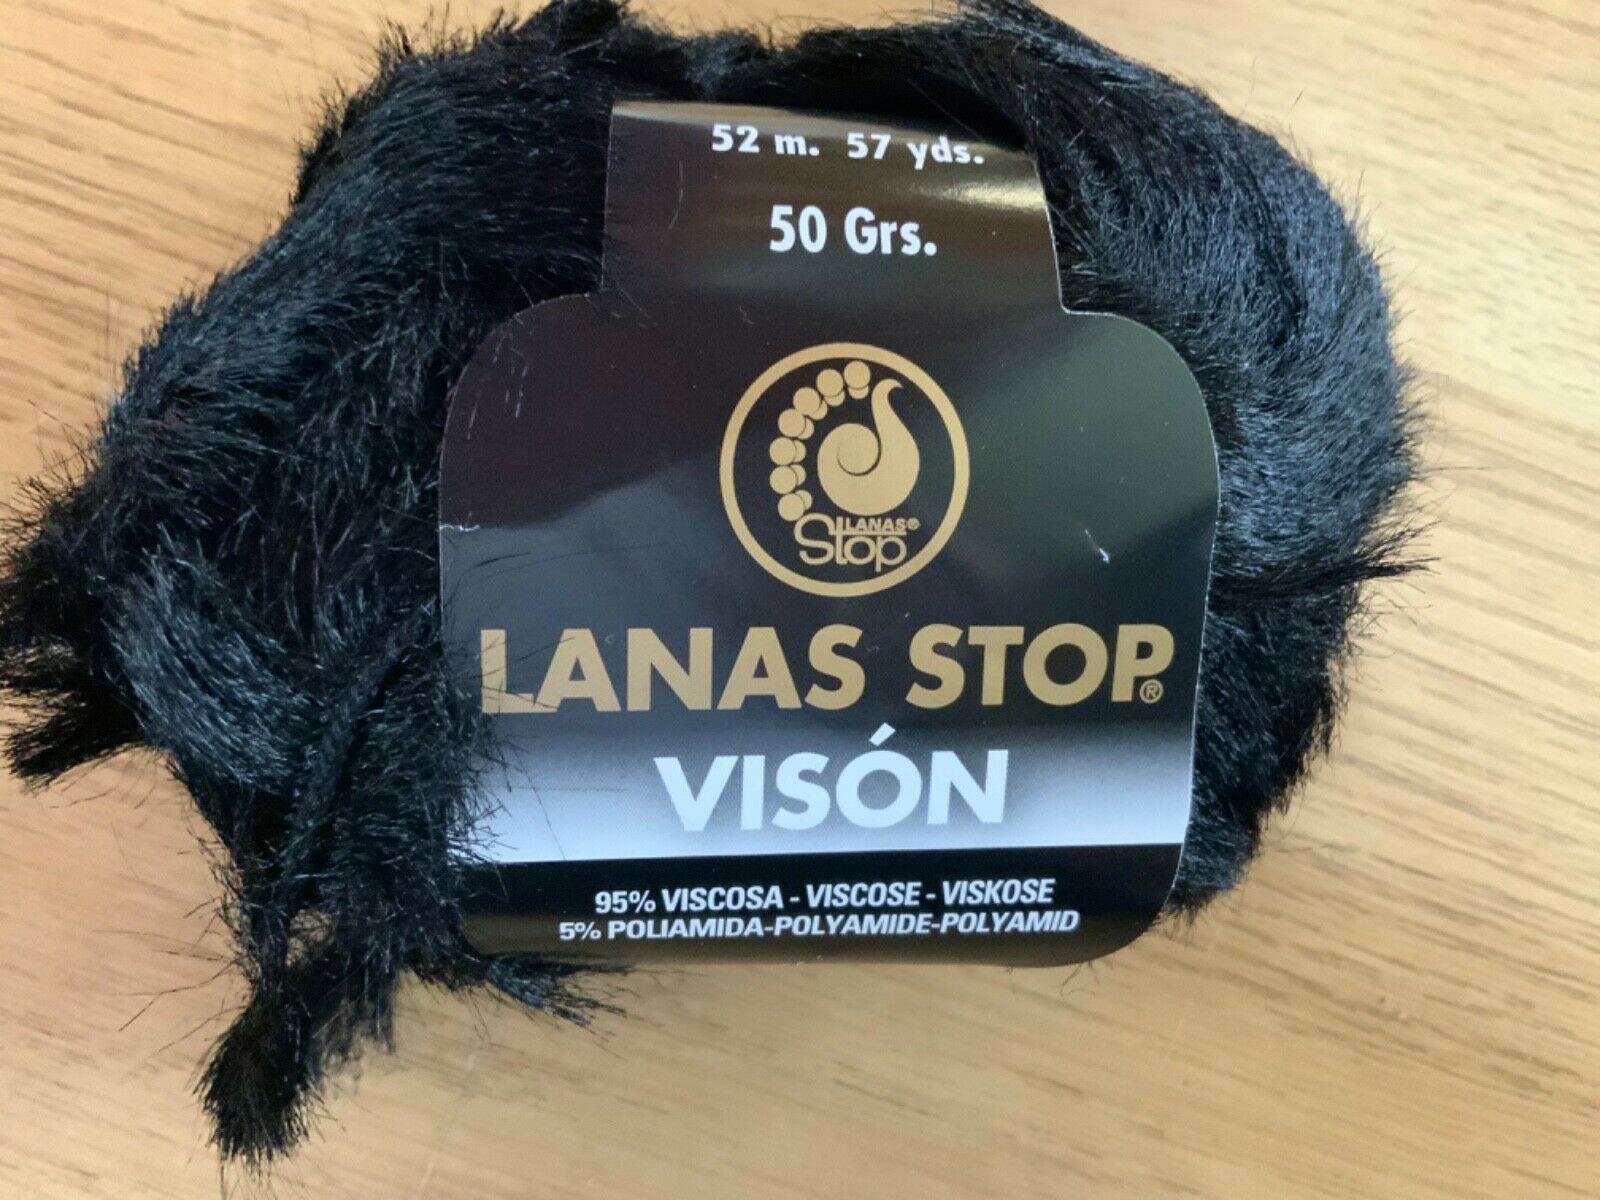 52 m. 57 yds.
50 Grs.
LANAS®
Stop
LANAS STOP®
VISÓN
95% VISCOSA - VISCOSE - VISKOSE
5% POLIAMIDA-POLYAMIDE-POLYAMID